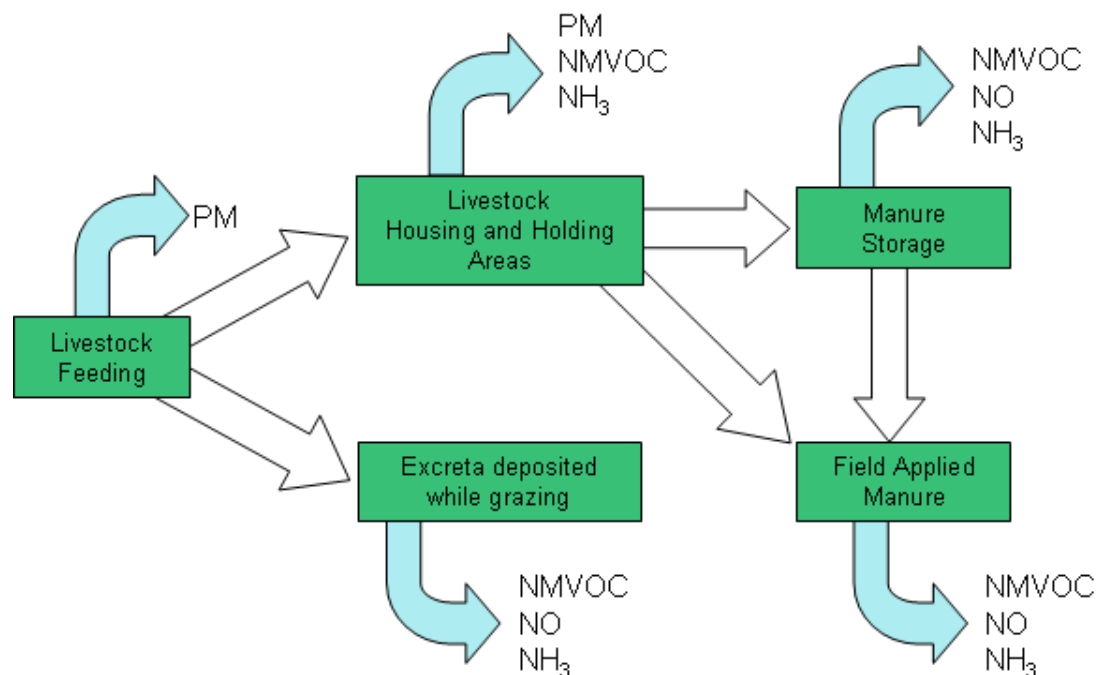 PM
NMVOC
NH₃
NMVOC
NO
NH₃
PM
Livestock
Housing and Holding
Areas
Manure
Storage
Livestock
Feeding
Excreta deposited
while grazing
Field Applied
Manure
NMVOC
NO
NH₃
NMVOC
NO
NH₃